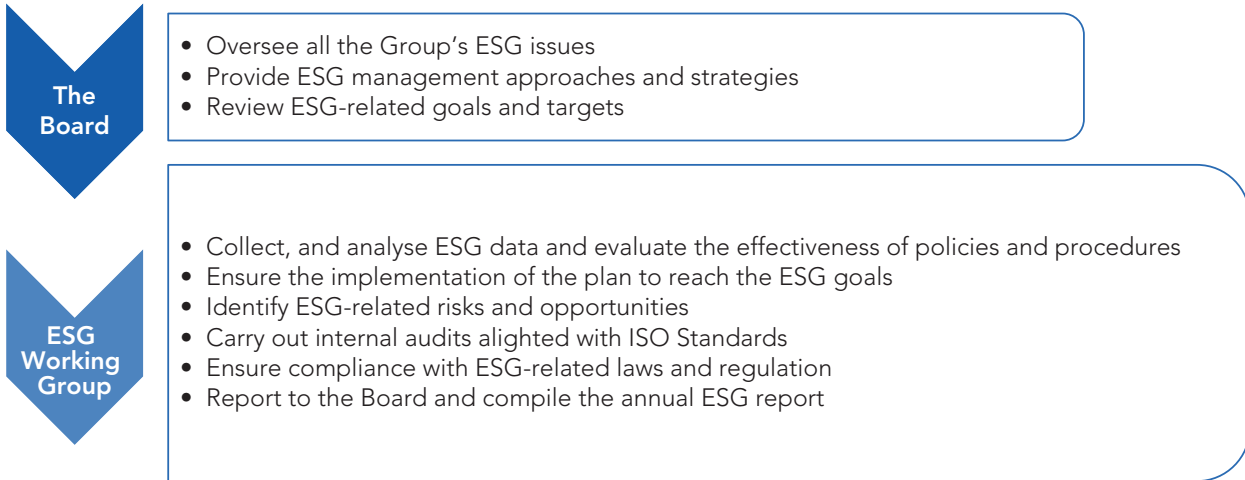 The
Board
• Oversee all the Group’s ESG issues
• Provide ESG management approaches and strategies
• Review ESG-related goals and targets
ESG
Working
Group
• Collect, and analyse ESG data and evaluate the effectiveness of policies and procedures
• Ensure the implementation of the plan to reach the ESG goals
• Identify ESG-related risks and opportunities
• Carry out internal audits alighted with ISO Standards
• Ensure compliance with ESG-related laws and regulation
• Report to the Board and compile the annual ESG report